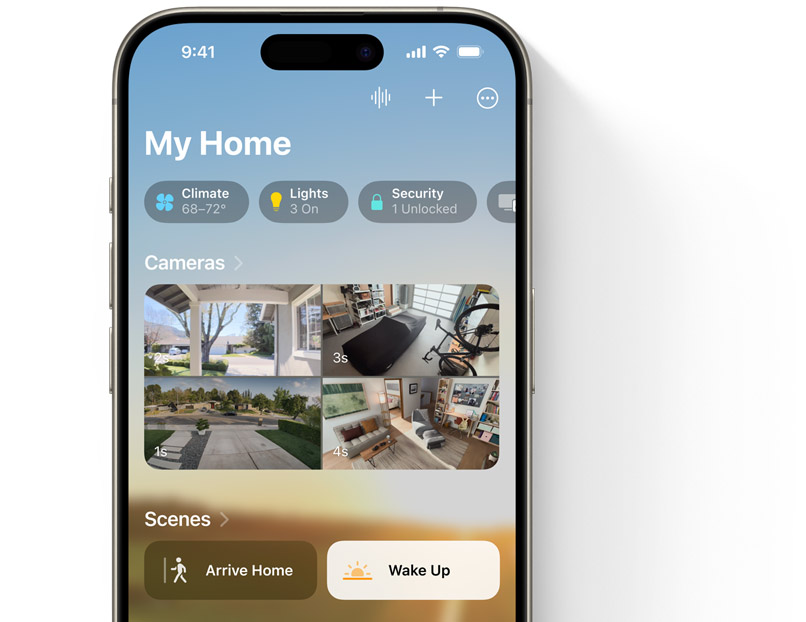 9:41
My Home
Climate
68–72°
Lights
3 On
Security
1 Unlocked
Cameras
2s
3s
1s
4s
Scenes
Arrive Home
Wake Up